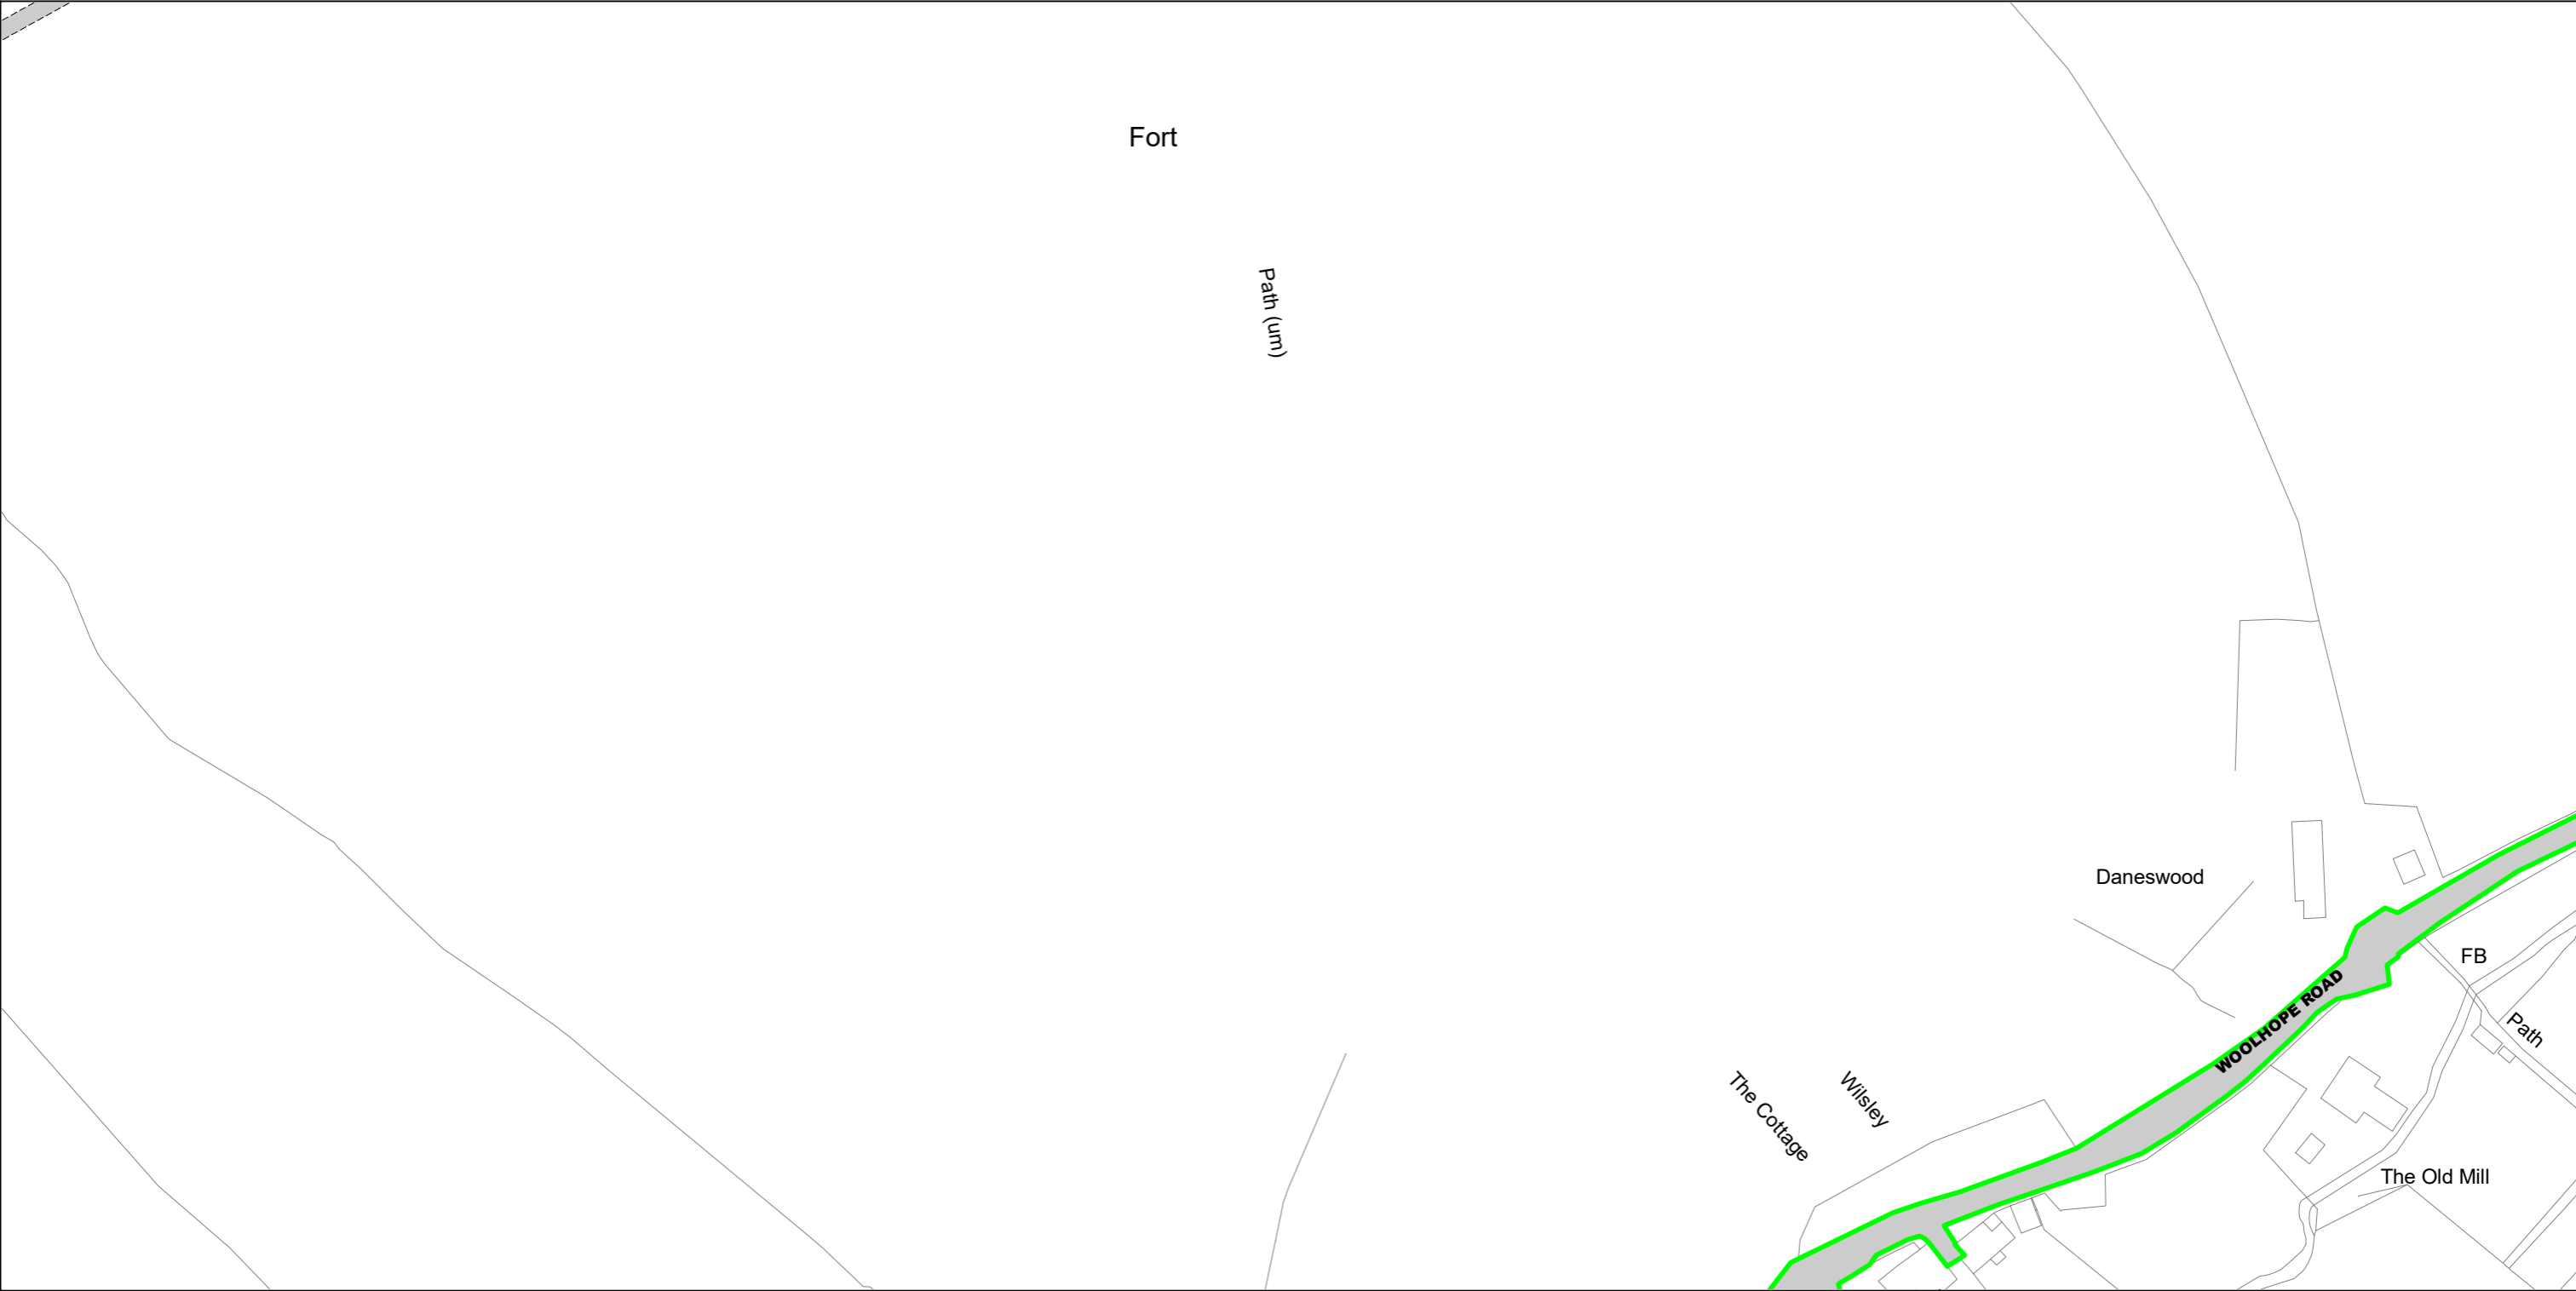 Fort
Path (um)
Daneswood
FB
WOOLHOPE ROAD
Path
Wilsley
The Cottage
The Old Mill